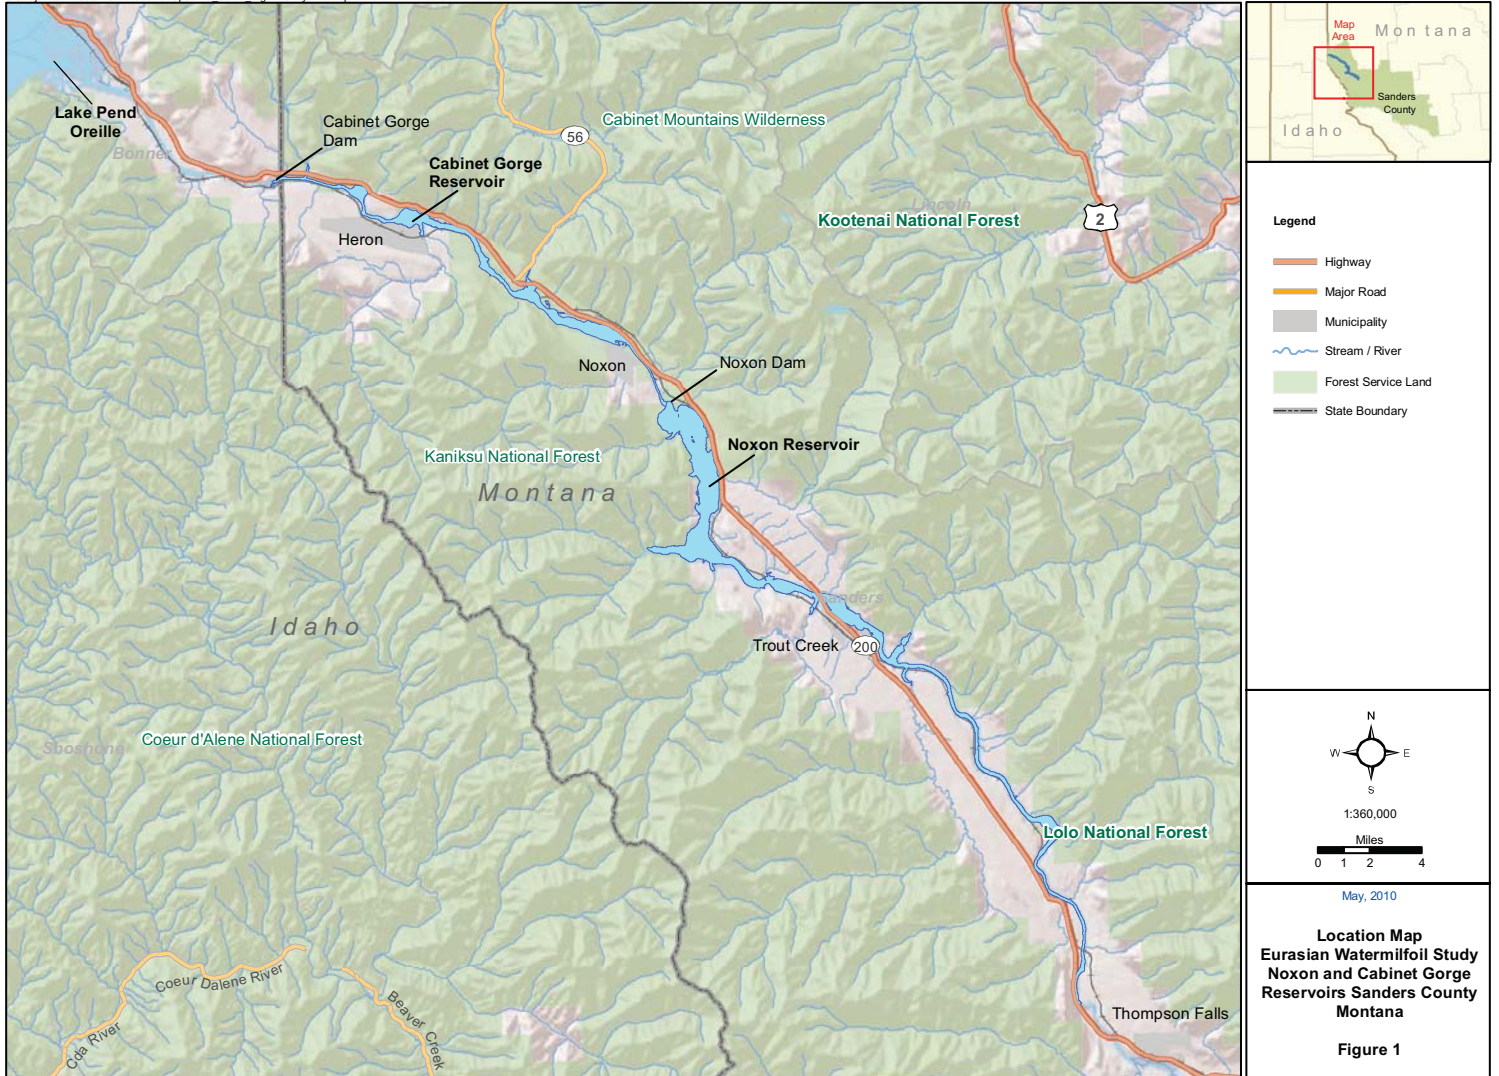 Lake Pend
Oreille
Bonner
Cabinet Gorge
Dam
Cabinet Gorge
Reservoir
56
Cabinet Mountains Wilderness
Lincoln
Kootenai National Forest
2
Heron
Noxon
Noxon Dam
Noxon Reservoir
Kaniksu National Forest
Montana
Idaho
Sanders
Trout Creek
200
Shoshone
Coeur d'Alene National Forest
Lolo National Forest
Coeur Dalene River
Cda River
Beaver Creek
Thompson Falls
Map
Area
Montana
Sanders
County
Idaho
Legend
Highway
Major Road
Municipality
Stream / River
Forest Service Land
State Boundary
N
W E
S
1:360,000
Miles
0 1 2 4
May, 2010
Location Map
Eurasian Watermilfoil Study
Noxon and Cabinet Gorge
Reservoirs Sanders County
Montana
Figure 1